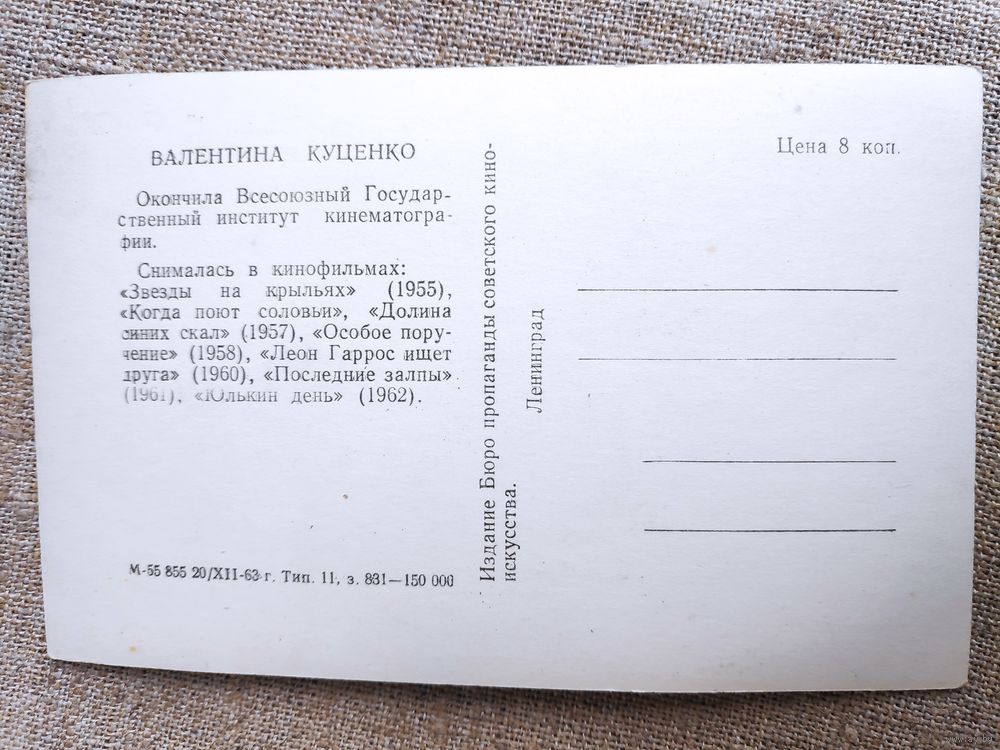 ВАЛЕНТИНА КУЦЕНКО
Окончила Всесоюзный Государ-
ственный институт кинематогра-
фии.
Снималась в кинофильмах:
«Звезды на крыльях» (1955),
«Когда поют соловьи», «Долина
синих скал» (1957), «Особое пору-
чение» (1958), «Леон Гаррос ищет
друга» (1960), «Последние залпы»
(1961), «Юлькин день» (1962).
М-55 855 20/XII-63 г. Тип. 11, з. 831—150 000
Издание Бюро пропаганды советского кино-
искусства.
Ленинград
Цена 8 коп.
www.ay.by